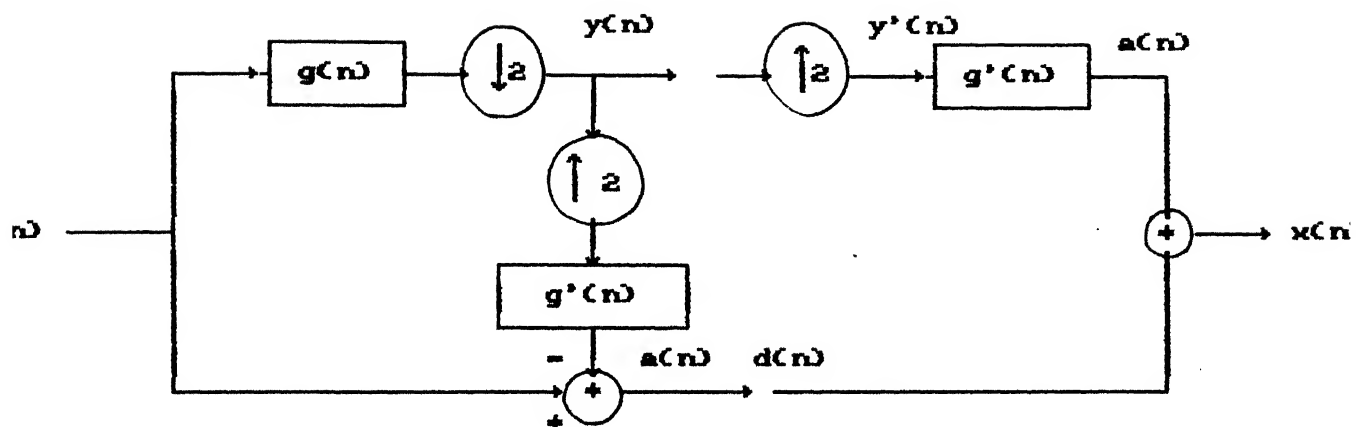 y(n) y'(n) a(n)
g(n) ↓2 ↑2 g'(n)
↑ 2
n) + x(n
g'(n)
- a(n) d(n)
+
+